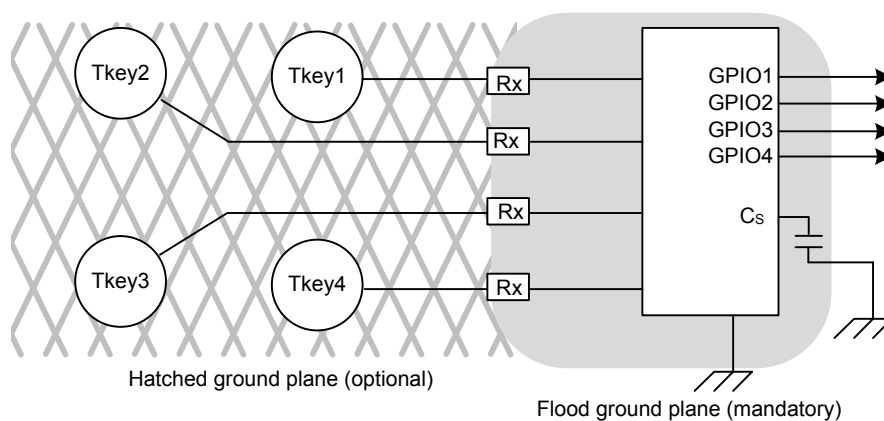 Tkey2
Tkey1
Rx
GPIO1
GPIO2
GPIO3
GPIO4
Rx
Rx
Cs
Tkey3
Tkey4
Rx
Hatched ground plane (optional)
Flood ground plane (mandatory)